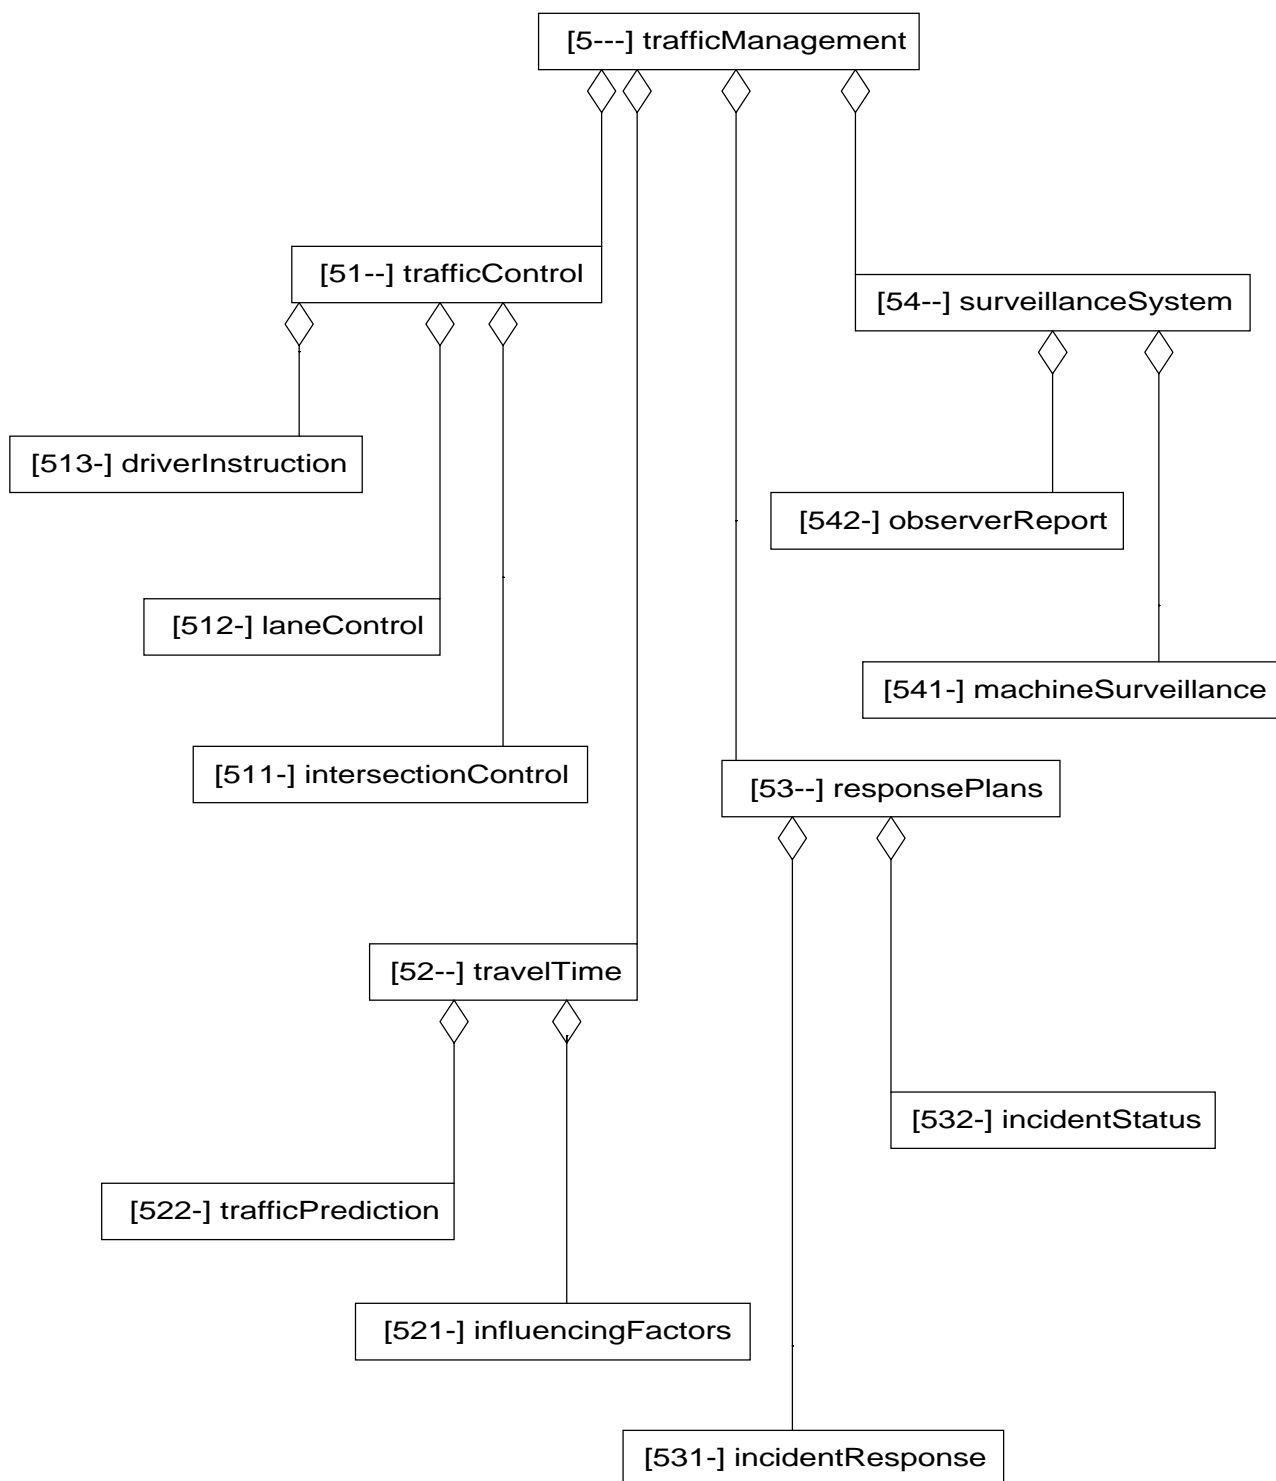 [5---] trafficManagement
[51--] trafficControl
[54--] surveillanceSystem
[513-] driverInstruction
[542-] observerReport
[512-] laneControl
[541-] machineSurveillance
[511-] intersectionControl
[53--] responsePlans
[52--] travelTime
[532-] incidentStatus
[522-] trafficPrediction
[521-] influencingFactors
[531-] incidentResponse